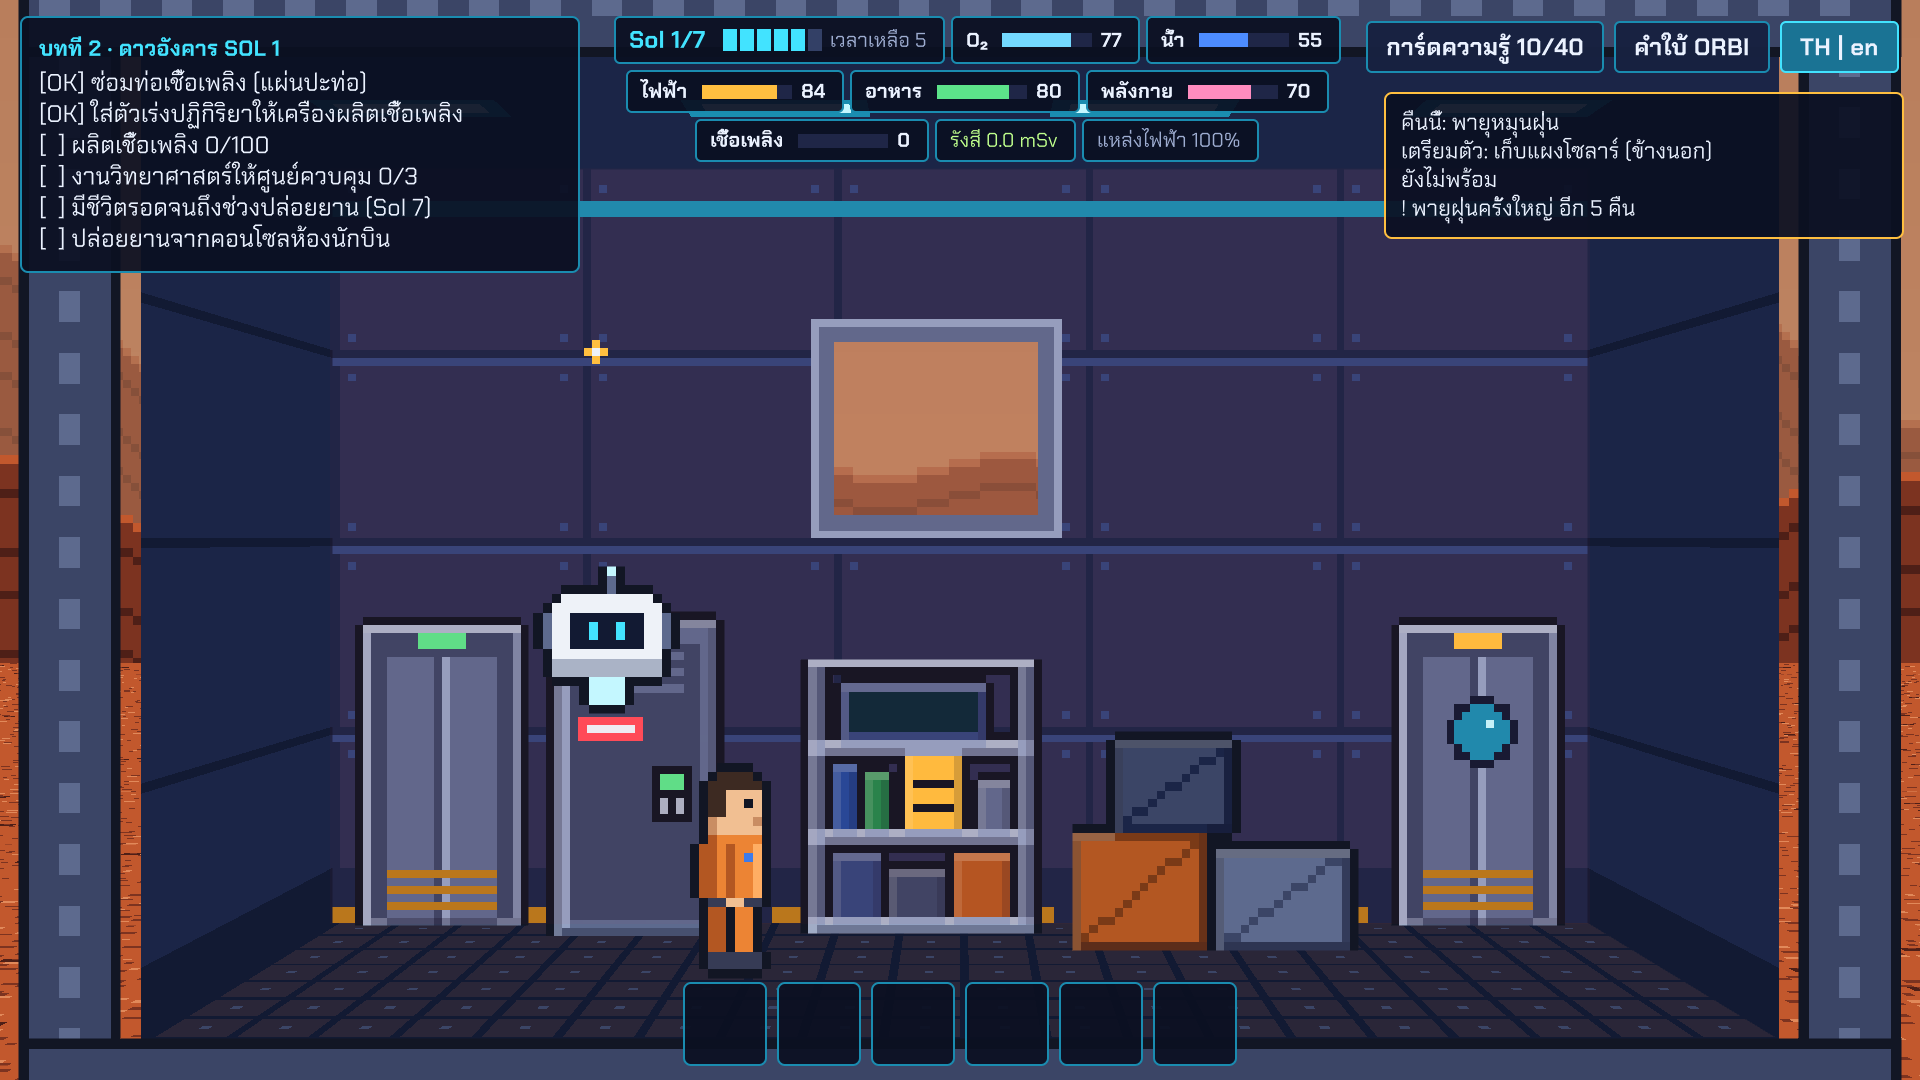 บทที่ 2 · ดาวอังคาร SOL 1
[OK] ซ่อมท่อเชื้อเพลิง (แผ่นปะท่อ)
[OK] ใส่ตัวเร่งปฏิกิริยาให้เครื่องผลิตเชื้อเพลิง
[ ] ผลิตเชื้อเพลิง 0/100
[ ] งานวิทยาศาสตร์ให้ศูนย์ควบคุม 0/3
[ ] มีชีวิตรอดจนถึงช่วงปล่อยยาน (Sol 7)
[ ] ปล่อยยานจากคอนโซลห้องนักบิน
Sol 1/7 เวลาเหลือ 5
O₂ 77
น้ำ 55
ไฟฟ้า 84
อาหาร 80
พลังกาย 70
เชื้อเพลิง 0
รังสี 0.0 mSv
แหล่งไฟฟ้า 100%
การ์ดความรู้ 10/40
คำใบ้ ORBI
TH | en
คืนนี้: พายุหมุนฝุ่น
เตรียมตัว: เก็บแผงโซลาร์ (ข้างนอก)
ยังไม่พร้อม
! พายุฝุ่นครั้งใหญ่ อีก 5 คืน